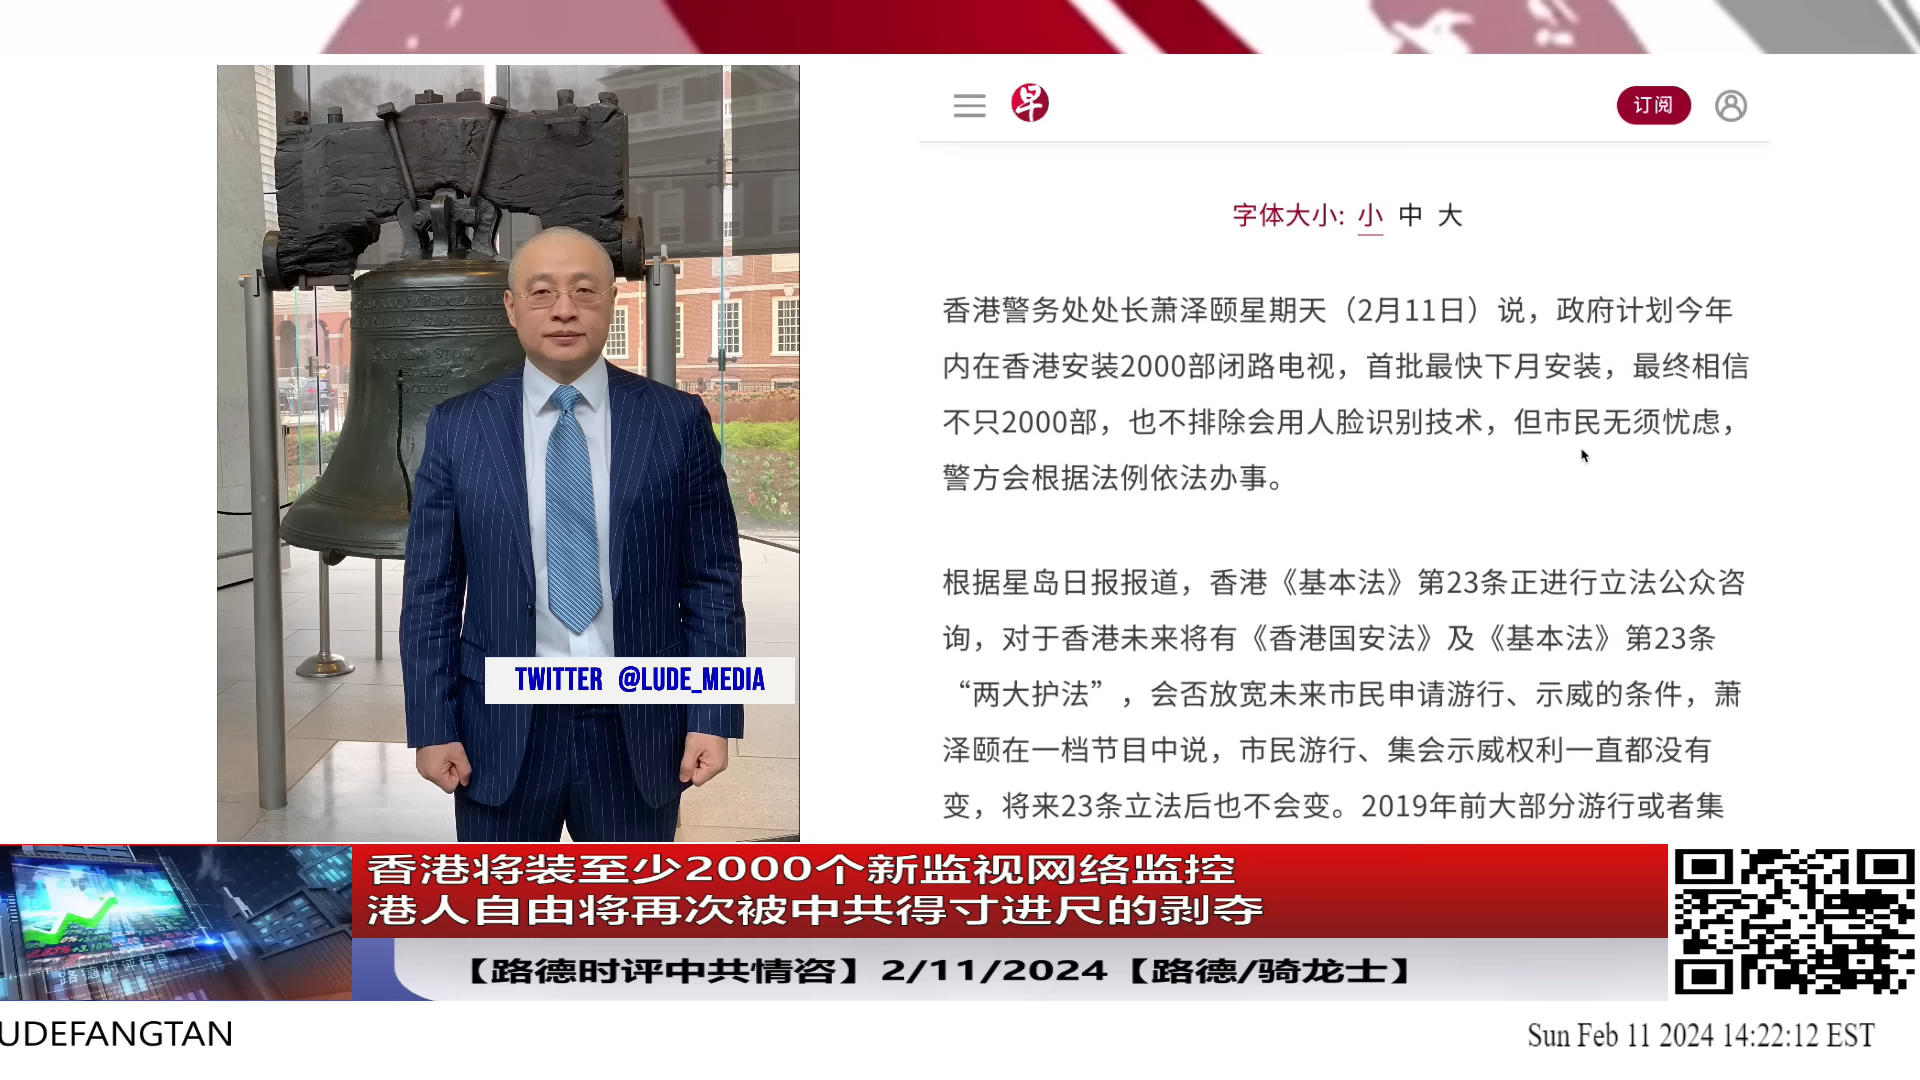 早
订阅
字体大小: 小 中 大
香港警务处处长萧泽颐星期天（2月11日）说，政府计划今年
内在香港安装2000部闭路电视，首批最快下月安装，最终相信
不只2000部，也不排除会用人脸识别技术，但市民无须忧虑，
警方会根据法例依法办事。
根据星岛日报报道，香港《基本法》第23条正进行立法公众咨
询，对于香港未来将有《香港国安法》及《基本法》第23条
“两大护法”，会否放宽未来市民申请游行、示威的条件，萧
泽颐在一档节目中说，市民游行、集会示威权利一直都没有
变，将来23条立法后也不会变。2019年前大部分游行或者集
PASS AND STOW
TWITTER @LUDE_MEDIA
香港将装至少2000个新监视网络监控
港人自由将再次被中共得寸进尺的剥夺
【路德时评中共情咨】2/11/2024【路德/骑龙士】
UDEFANGTAN
Sun Feb 11 2024 14:22:12 EST